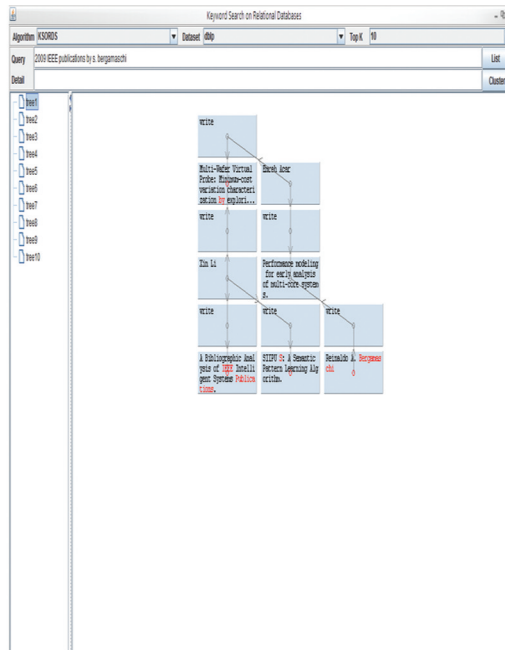 Keyword Search on Relational Databases
Algorithm KSORDS Dataset dblp Top K 10
Query 2009 IEEE publications by s. bergamaschi List
Detail Cluster
tree1
tree2
tree3
tree4
tree5
tree6
tree7
tree8
tree9
tree10
write
Multi-Wafer Virtual
Probe: Minimum-cost
variation characteri
zation by explori...
Emrah Acar
write
write
Xin Li
Performance modeling
for early analysis
of multi-core system
s.
write
write
write
A Bibliographic Anal
ysis of IEEE Intelli
gent Systems Publica
tions.
SIIPU S: A Semantic
Pattern Learning Alg
orithm.
Reinaldo A. Bergamas
chi